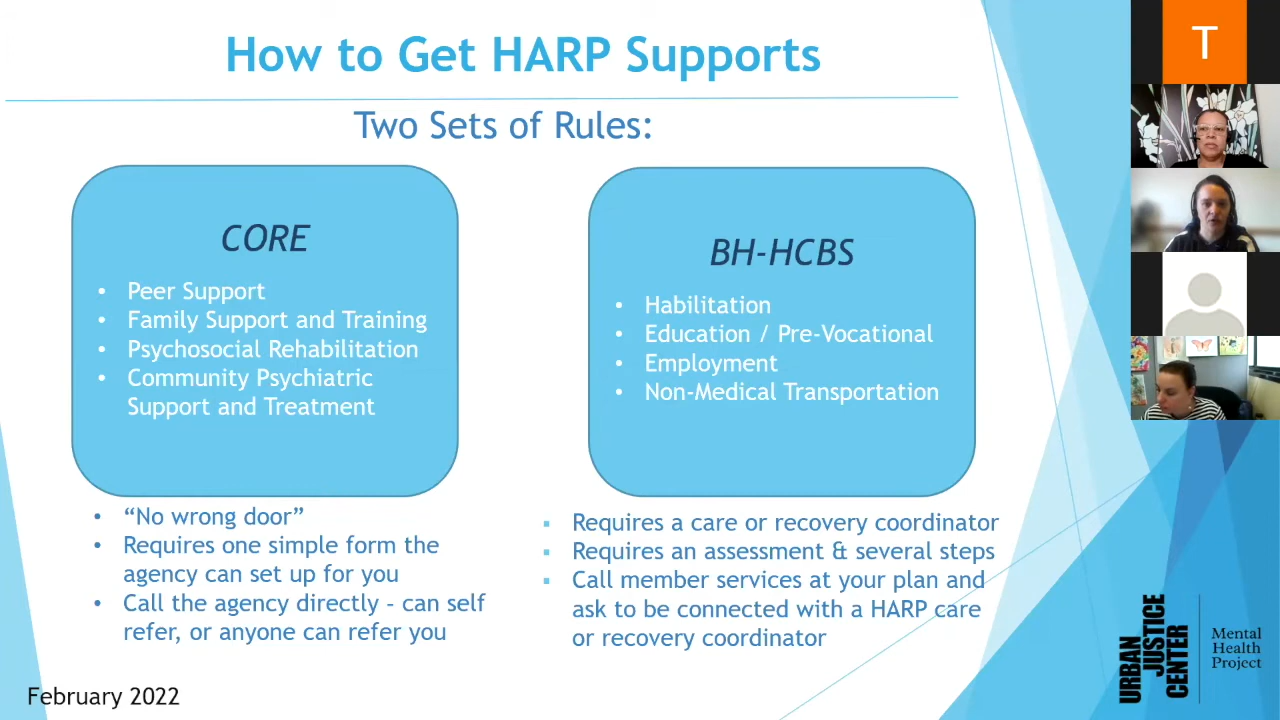 How to Get HARP Supports
Two Sets of Rules:
CORE
• Peer Support
• Family Support and Training
• Psychosocial Rehabilitation
• Community Psychiatric
Support and Treatment
• “No wrong door”
• Requires one simple form the
agency can set up for you
• Call the agency directly – can self
refer, or anyone can refer you
BH-HCBS
• Habilitation
• Education / Pre-Vocational
• Employment
• Non-Medical Transportation
▪ Requires a care or recovery coordinator
▪ Requires an assessment & several steps
▪ Call member services at your plan and
ask to be connected with a HARP care
or recovery coordinator
February 2022
T
URBAN
JUSTICE
CENTER
Mental
Health
Project